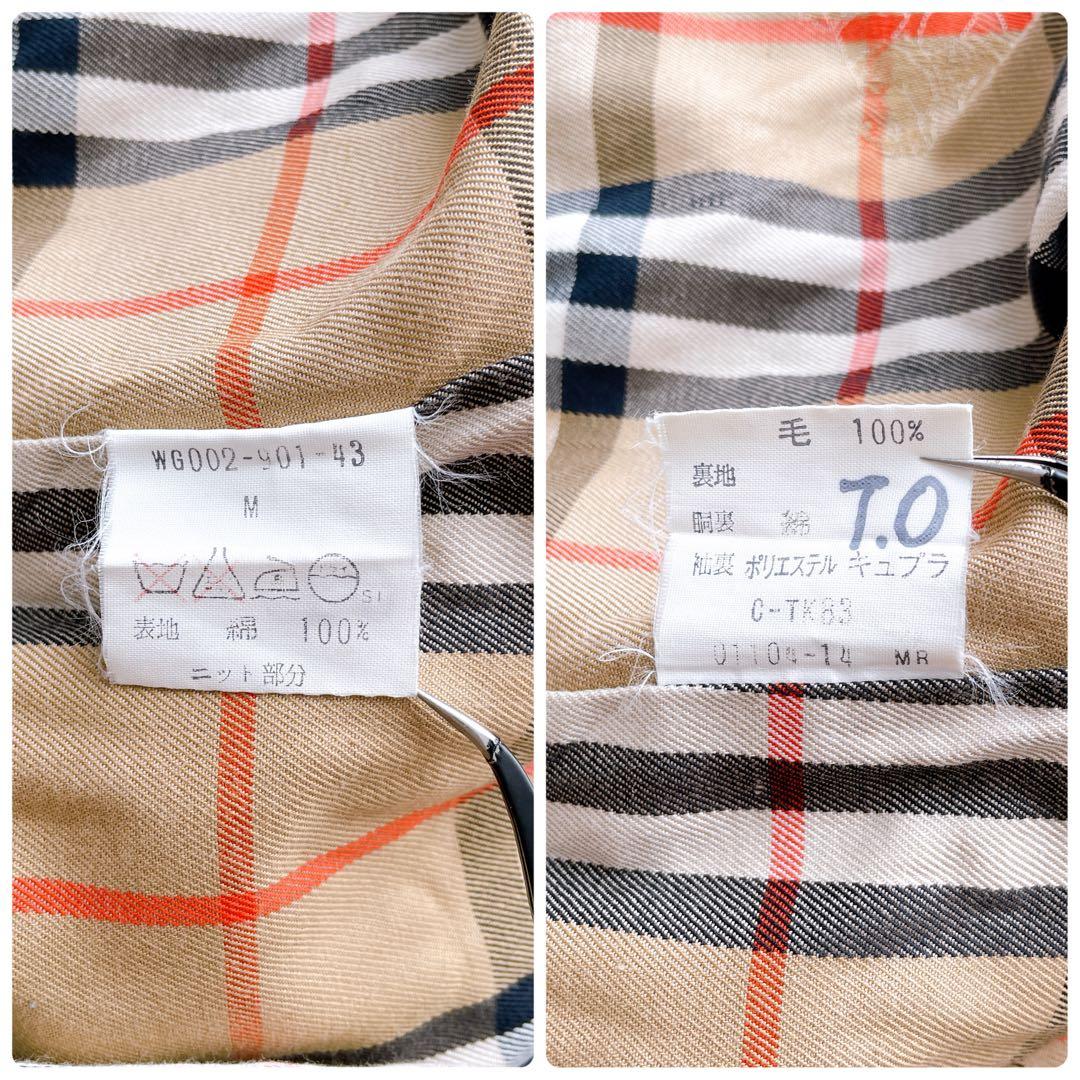 WG002-901-43
M
SI
表地 綿 100%
ニット部分
毛 100%
裏地
胴裏 綿 T.O
袖裏 ポリエステル キュプラ
C-TK83
01104-14 MR